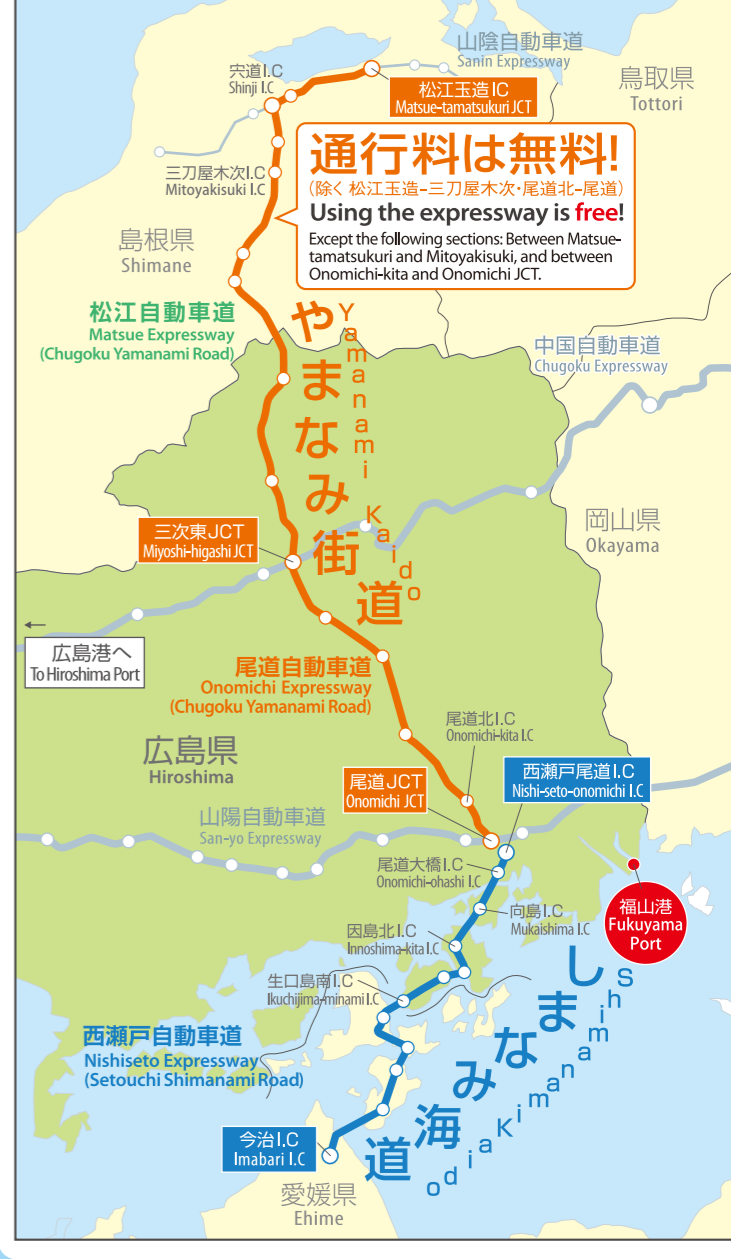 山陰自動車道
Sanin Expressway
宍道I.C
Shinji I.C
松江玉造IC
Matsue-tamatsukuri JCT
鳥取県
Tottori
通行料は無料!
(除く 松江玉造-三刀屋木次・尾道北-尾道)
Using the expressway is free!
Except the following sections: Between Matsue-
tamatsukuri and Mitoyakisuki, and between
Onomichi-kita and Onomichi JCT.
三刀屋木次I.C
Mitoyakisuki I.C
島根県
Shimane
松江自動車道
Matsue Expressway
(Chugoku Yamanami Road)
やまなみ街道
Yamanami Kaido
中国自動車道
Chugoku Expressway
岡山県
Okayama
三次東JCT
Miyoshi-higashi JCT
←
広島港へ
To Hiroshima Port
尾道自動車道
Onomichi Expressway
(Chugoku Yamanami Road)
広島県
Hiroshima
尾道北I.C
Onomichi-kita I.C
尾道JCT
Onomichi JCT
西瀬戸尾道I.C
Nishi-seto-onomichi I.C
山陽自動車道
San-yo Expressway
尾道大橋I.C
Onomichi-ohashi I.C
福山港
Fukuyama
Port
向島I.C
Mukaishima I.C
因島北I.C
Innoshima-kita I.C
生口島南I.C
Ikuchijima-minami I.C
しまなみ海道
Shimanami Kaido
西瀬戸自動車道
Nishiseto Expressway
(Setouchi Shimanami Road)
今治I.C
Imabari I.C
愛媛県
Ehime